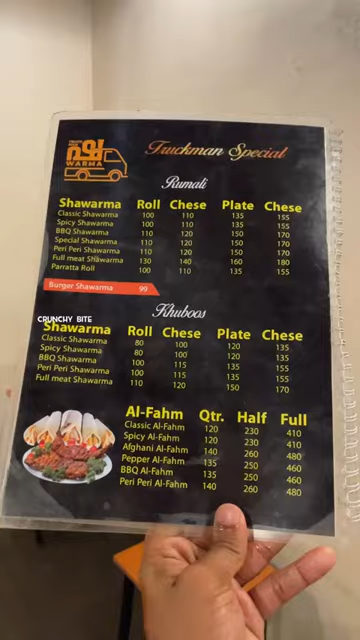 Truckman Special
WARMA
Rumali
Shawarma Roll Chese Plate Chese
Classic Shawarma 100 110 135 155
Spicy Shawarma 100 110 135 155
BBQ Shawarma 110 120 150 170
Special Shawarma 110 120 150 170
Peri Peri Shawarma 110 120 150 170
Full meat Shawarma 130 140 160 180
Parratta Roll 100 110 135 155
Burger Shawarma 99
Khuboos
CRUNCHY BITE
Shawarma Roll Chese Plate Chese
Classic Shawarma 80 100 120 135
Spicy Shawarma 80 100 120 135
BBQ Shawarma 100 115 135 155
Peri Peri Shawarma 100 115 135 155
Full meat Shawarma 110 120 150 170
Al-Fahm Qtr. Half Full
Classic Al-Fahm 120 230 410
Spicy Al-Fahm 120 230 410
Afghani Al-Fahm 140 260 480
Pepper Al-Fahm 135 250 460
BBQ Al-Fahm 135 250 460
Peri Peri Al-Fahm 140 260 480